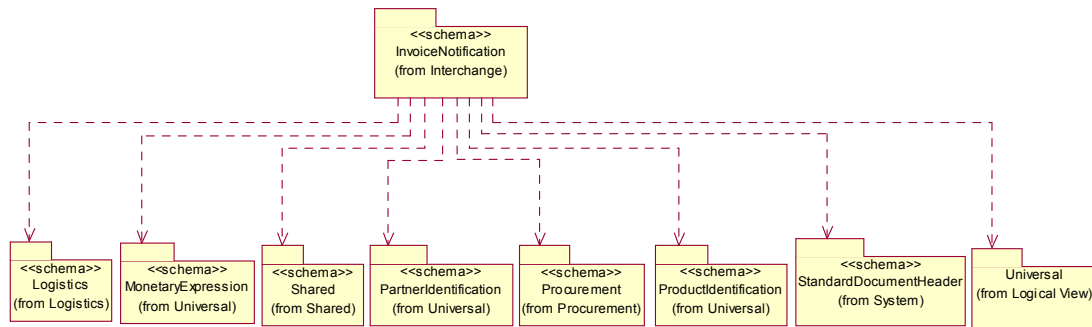 <<schema>>
InvoiceNotification
(from Interchange)
<<schema>>
Logistics
(from Logistics)
<<schema>>
MonetaryExpression
(from Universal)
<<schema>>
Shared
(from Shared)
<<schema>>
PartnerIdentification
(from Universal)
<<schema>>
Procurement
(from Procurement)
<<schema>>
ProductIdentification
(from Universal)
<<schema>>
StandardDocumentHeader
(from System)
Universal
(from Logical View)